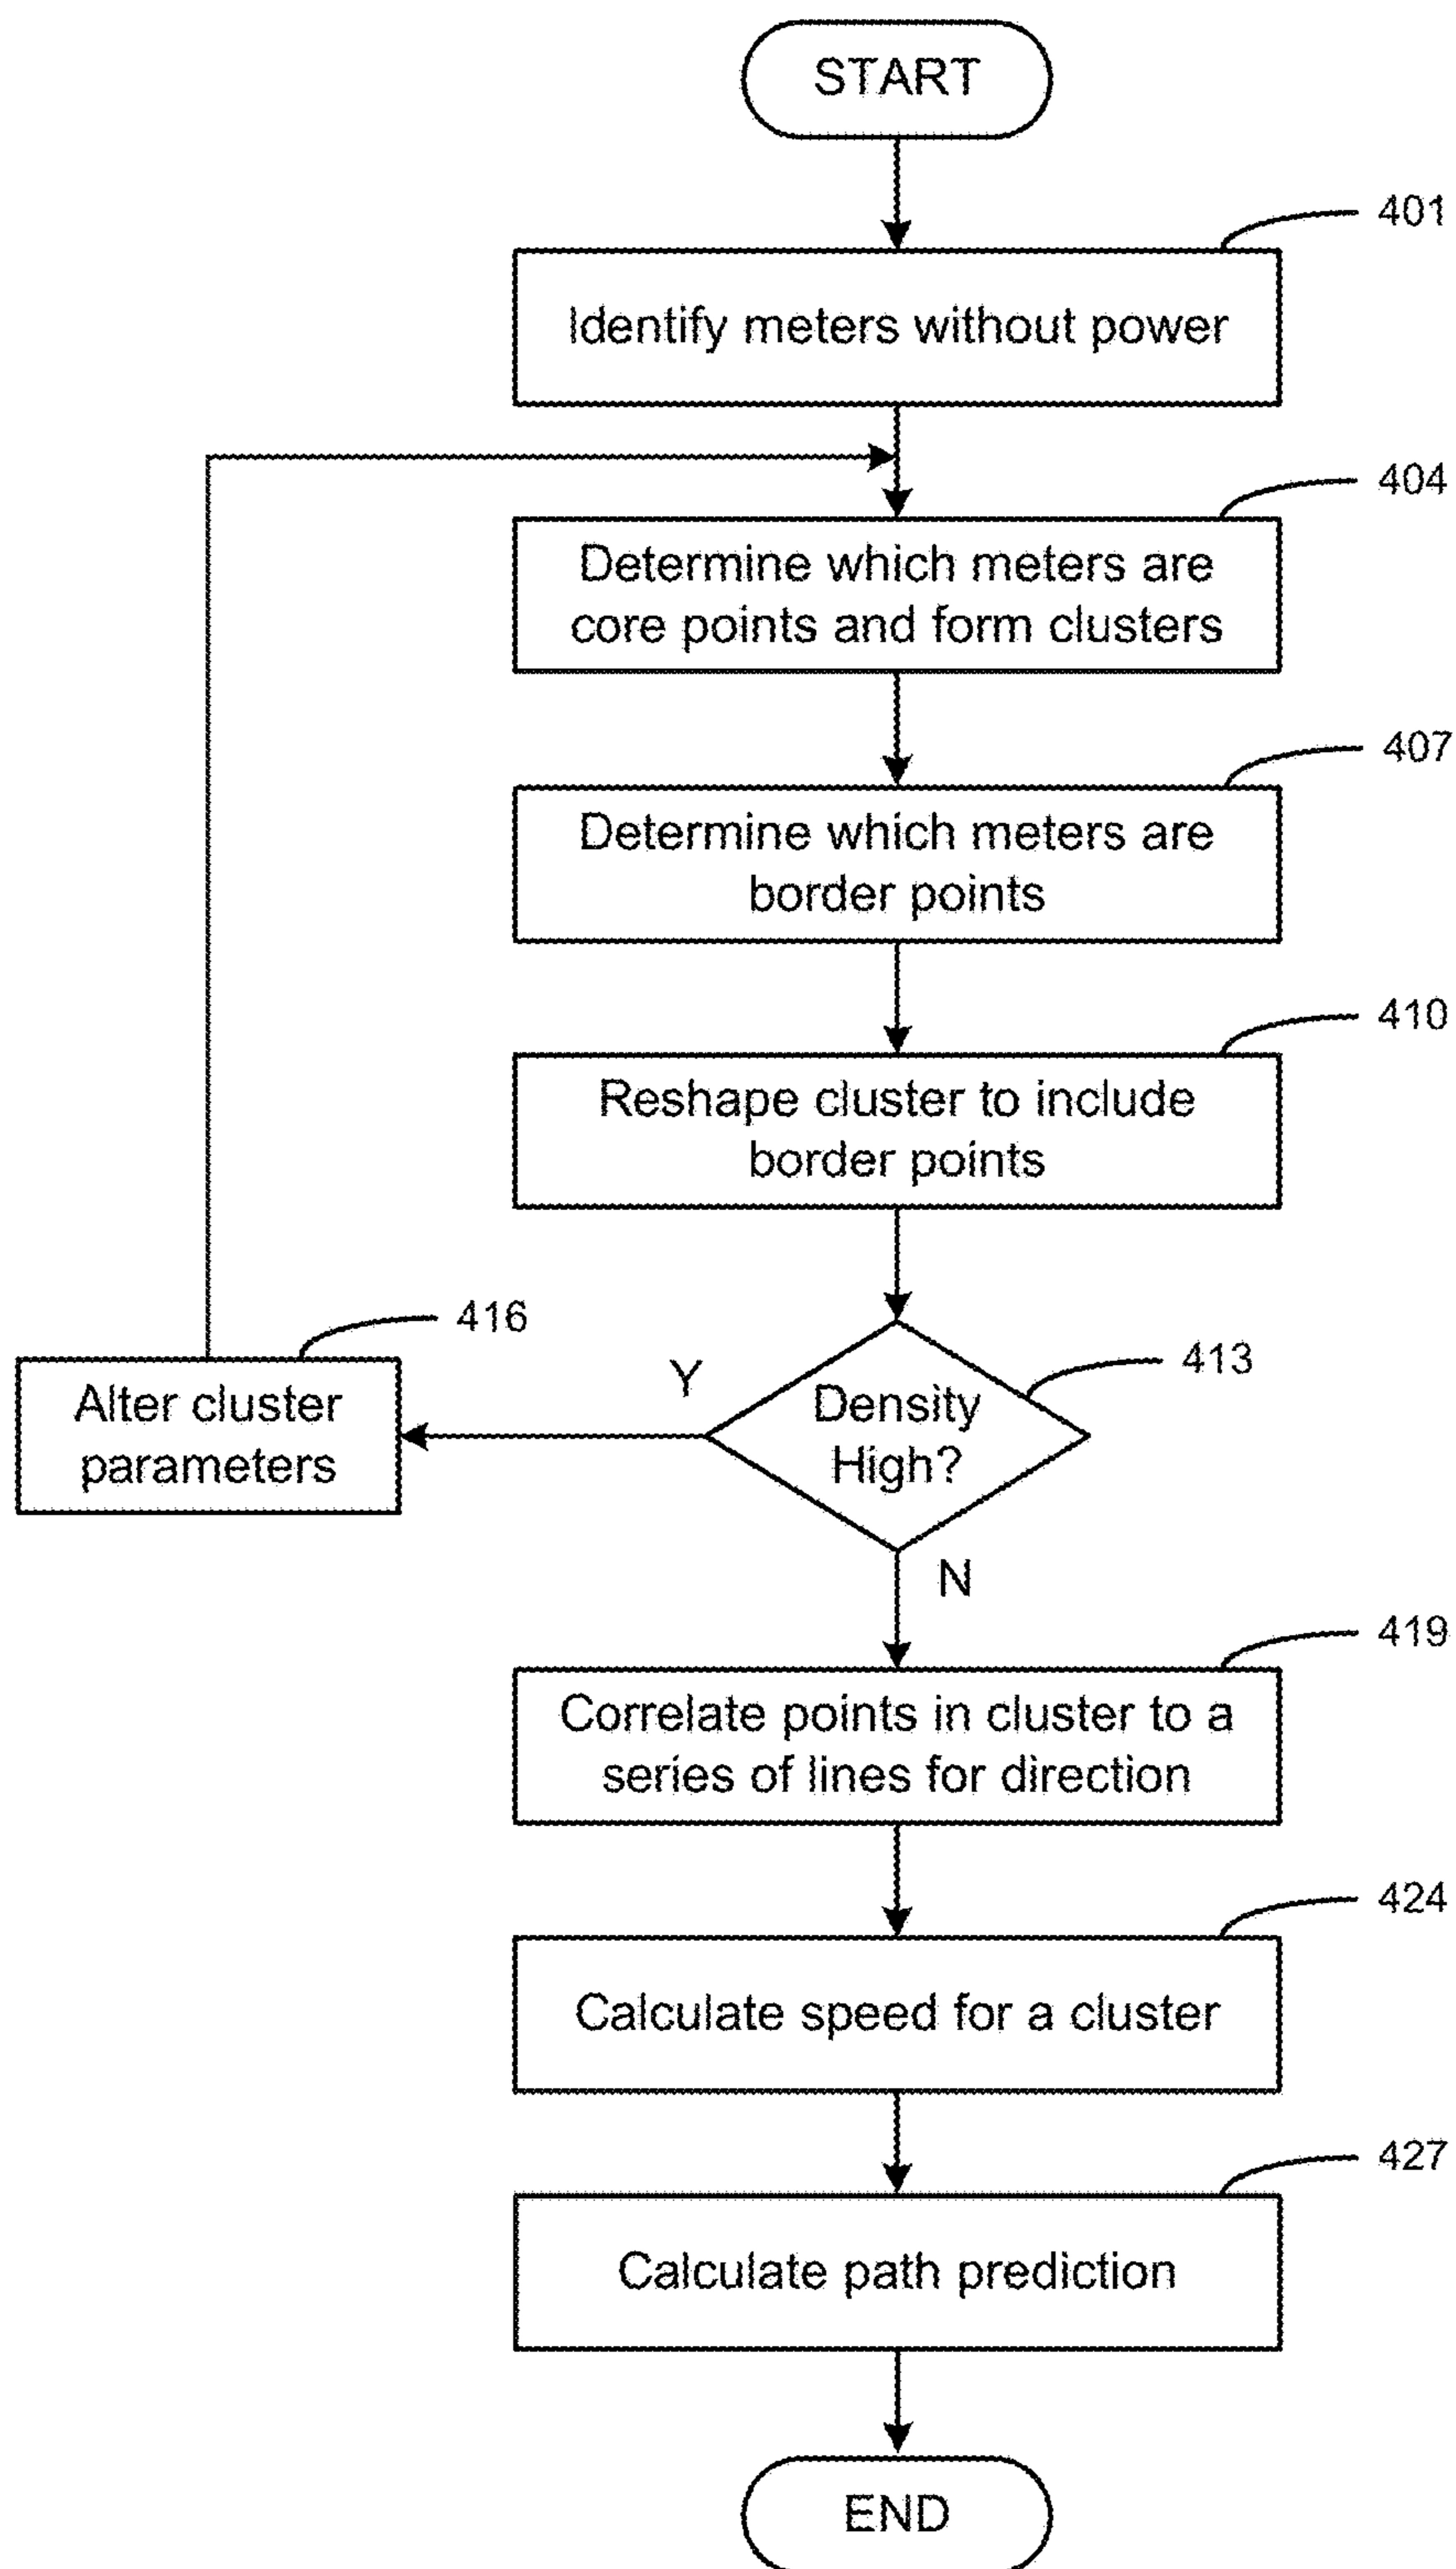 START
401
Identify meters without power
404
Determine which meters are
core points and form clusters
407
Determine which meters are
border points
410
Reshape cluster to include
border points
416
Alter cluster
parameters
Y
413
Density
High?
N
419
Correlate points in cluster to a
series of lines for direction
424
Calculate speed for a cluster
427
Calculate path prediction
END